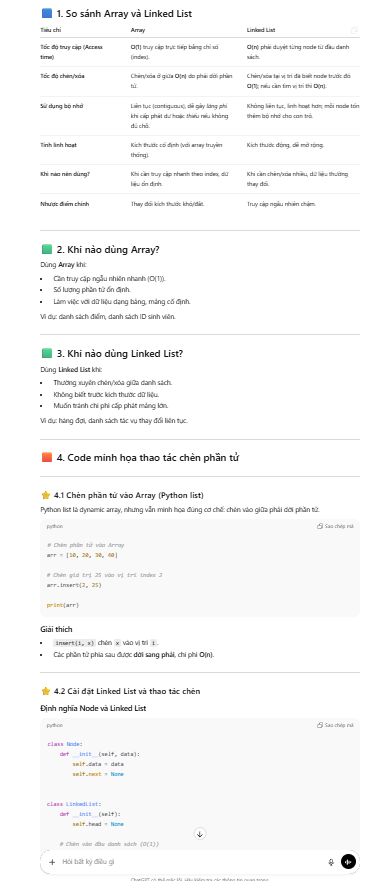 1. So sánh Array và Linked List
Tiêu chí Array Linked List
Tốc độ truy cập (Access O(1) truy cập trực tiếp bằng chỉ số O(n) phải duyệt từng node từ đầu danh
time) (index). sách.
Tốc độ chèn/xóa Chèn/xóa ở giữa O(n) do phải dời phần Chèn/xóa tại vị trí đã biết node trước đó
tử. O(1); nếu cần tìm vị trí thì O(n).
Sử dụng bộ nhớ Liên tục (contiguous), dễ gây lãng phí Không liên tục, linh hoạt hơn; mỗi node tốn
khi cấp phát dư hoặc thiếu nếu không thêm bộ nhớ cho con trỏ.
đủ chỗ.
Tính linh hoạt Kích thước cố định (với array truyền Kích thước động, dễ mở rộng.
thống).
Khi nào nên dùng? Khi cần truy cập nhanh theo index, dữ Khi cần chèn/xóa nhiều, dữ liệu thường
liệu ổn định. thay đổi.
Nhược điểm chính Thay đổi kích thước khó/đắt. Truy cập ngẫu nhiên chậm.
2. Khi nào dùng Array?
Dùng Array khi:
• Cần truy cập ngẫu nhiên nhanh (O(1)).
• Số lượng phần tử ổn định.
• Làm việc với dữ liệu dạng bảng, mảng cố định.
Ví dụ: danh sách điểm, danh sách ID sinh viên.
3. Khi nào dùng Linked List?
Dùng Linked List khi:
• Thường xuyên chèn/xóa giữa danh sách.
• Không biết trước kích thước dữ liệu.
• Muốn tránh chi phí cấp phát mảng lớn.
Ví dụ: hàng đợi, danh sách tác vụ thay đổi liên tục.
4. Code minh họa thao tác chèn phần tử
4.1 Chèn phần tử vào Array (Python list)
Python list là dynamic array, nhưng vẫn minh họa đúng cơ chế: chèn vào giữa phải dời phần tử.
python Sao chép mã
# Chèn phần tử vào Array
arr = [10, 20, 30, 40]
# Chèn giá trị 25 vào vị trí index 2
arr.insert(2, 25)
print(arr)
Giải thích
• insert(i, x) chèn x vào vị trí i.
• Các phần tử phía sau được dời sang phải, chi phí O(n).
4.2 Cài đặt Linked List và thao tác chèn
Định nghĩa Node và Linked List
python Sao chép mã
class Node:
def __init__(self, data):
self.data = data
self.next = None
class LinkedList:
def __init__(self):
self.head = None
# Chèn vào đầu danh sách (O(1))
Hỏi bất kỳ điều gì